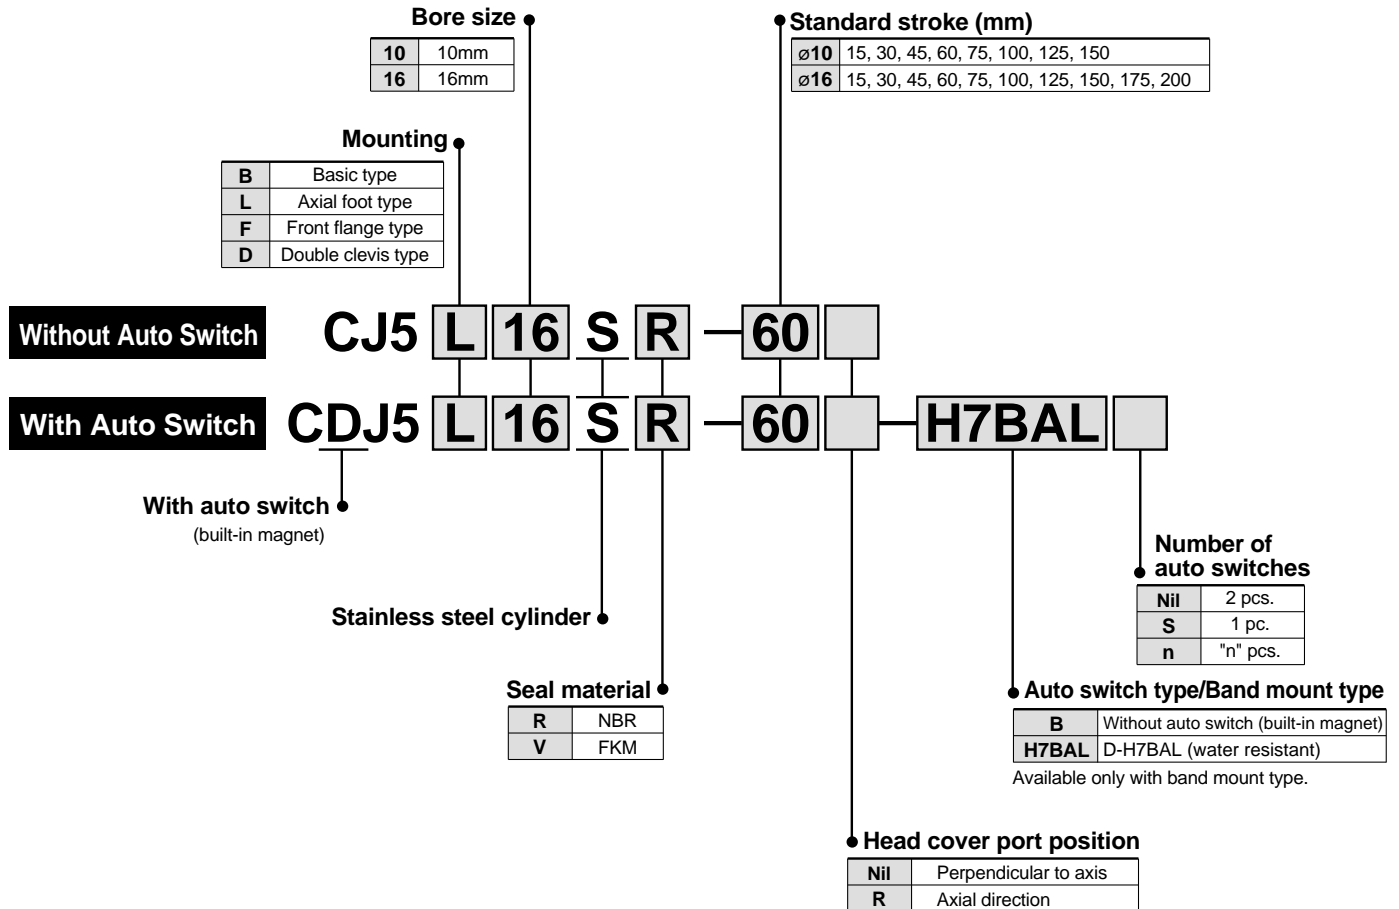 Bore size
10 10mm
16 16mm
Standard stroke (mm)
ø10 15, 30, 45, 60, 75, 100, 125, 150
ø16 15, 30, 45, 60, 75, 100, 125, 150, 175, 200
Mounting
B Basic type
L Axial foot type
F Front flange type
D Double clevis type
Without Auto Switch CJ5 L 16 S R - 60
With Auto Switch CDJ5 L 16 S R - 60 - H7BAL
With auto switch
(built-in magnet)
Number of
auto switches
Nil 2 pcs.
S 1 pc.
n "n" pcs.
Stainless steel cylinder
Seal material
R NBR
V FKM
Auto switch type/Band mount type
B Without auto switch (built-in magnet)
H7BAL D-H7BAL (water resistant)
Available only with band mount type.
Head cover port position
Nil Perpendicular to axis
R Axial direction